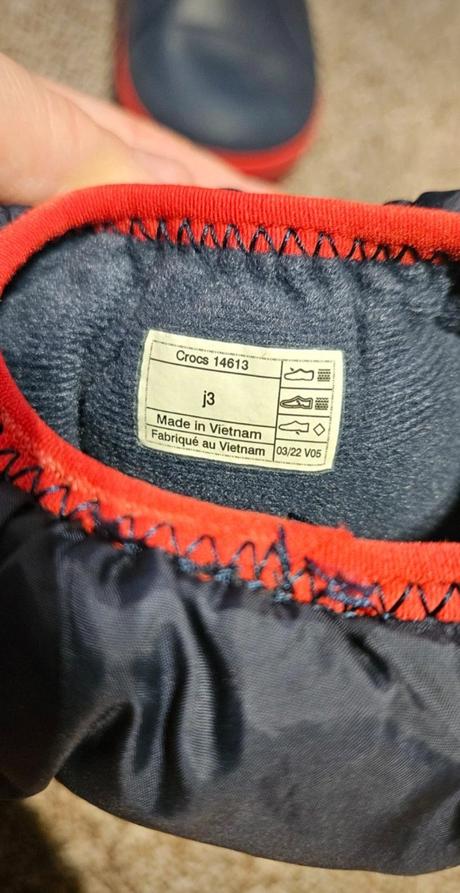 Crocs 14613
j3
Made in Vietnam
Fabriqué au Vietnam
03/22 V05